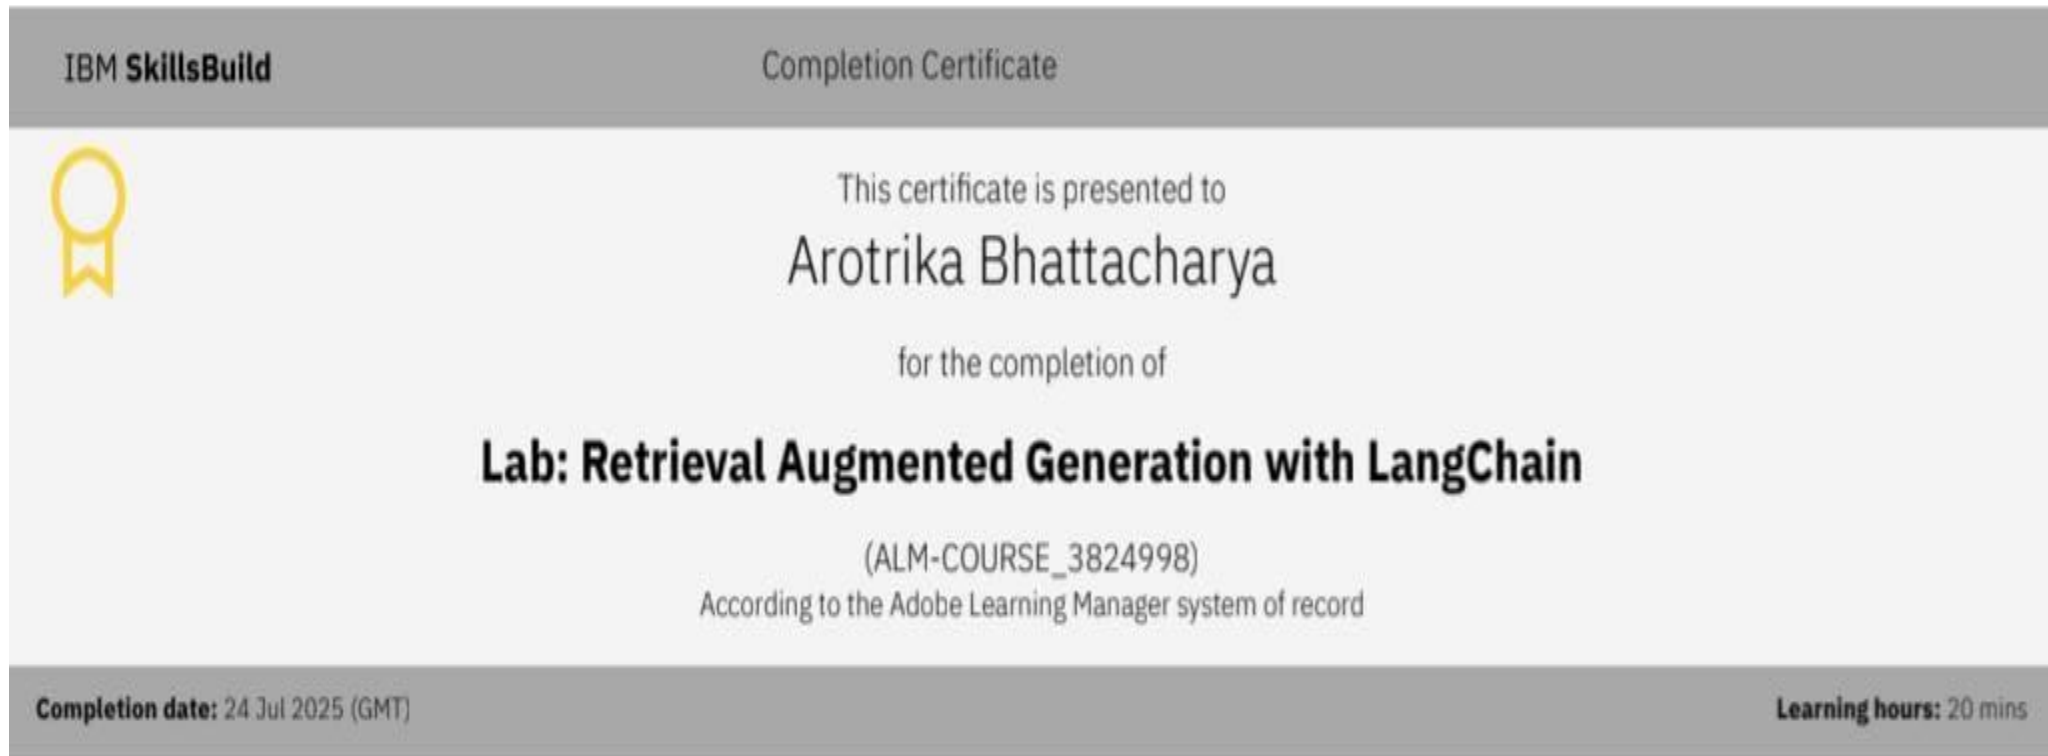 IBM SkillsBuild
Completion Certificate
This certificate is presented to
Arotrika Bhattacharya
for the completion of
Lab: Retrieval Augmented Generation with LangChain
(ALM-COURSE_3824998)
According to the Adobe Learning Manager system of record
Completion date: 24 Jul 2025 (GMT)
Learning hours: 20 mins